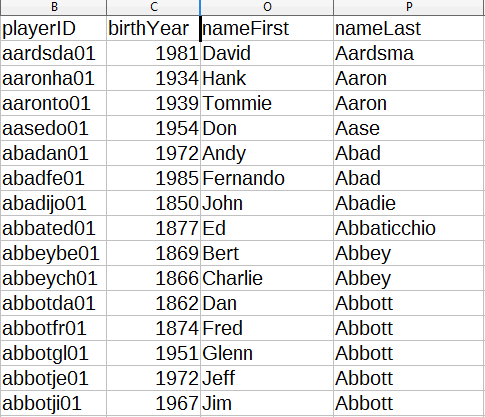 B C O P
playerID birthYear nameFirst nameLast
aardsda01 1981 David Aardsma
aaronha01 1934 Hank Aaron
aaronto01 1939 Tommie Aaron
aasedo01 1954 Don Aase
abadan01 1972 Andy Abad
abadfe01 1985 Fernando Abad
abadijo01 1850 John Abadie
abbated01 1877 Ed Abbaticchio
abbeybe01 1869 Bert Abbey
abbeych01 1866 Charlie Abbey
abbotda01 1862 Dan Abbott
abbotfr01 1874 Fred Abbott
abbotgl01 1951 Glenn Abbott
abbotje01 1972 Jeff Abbott
abbotji01 1967 Jim Abbott